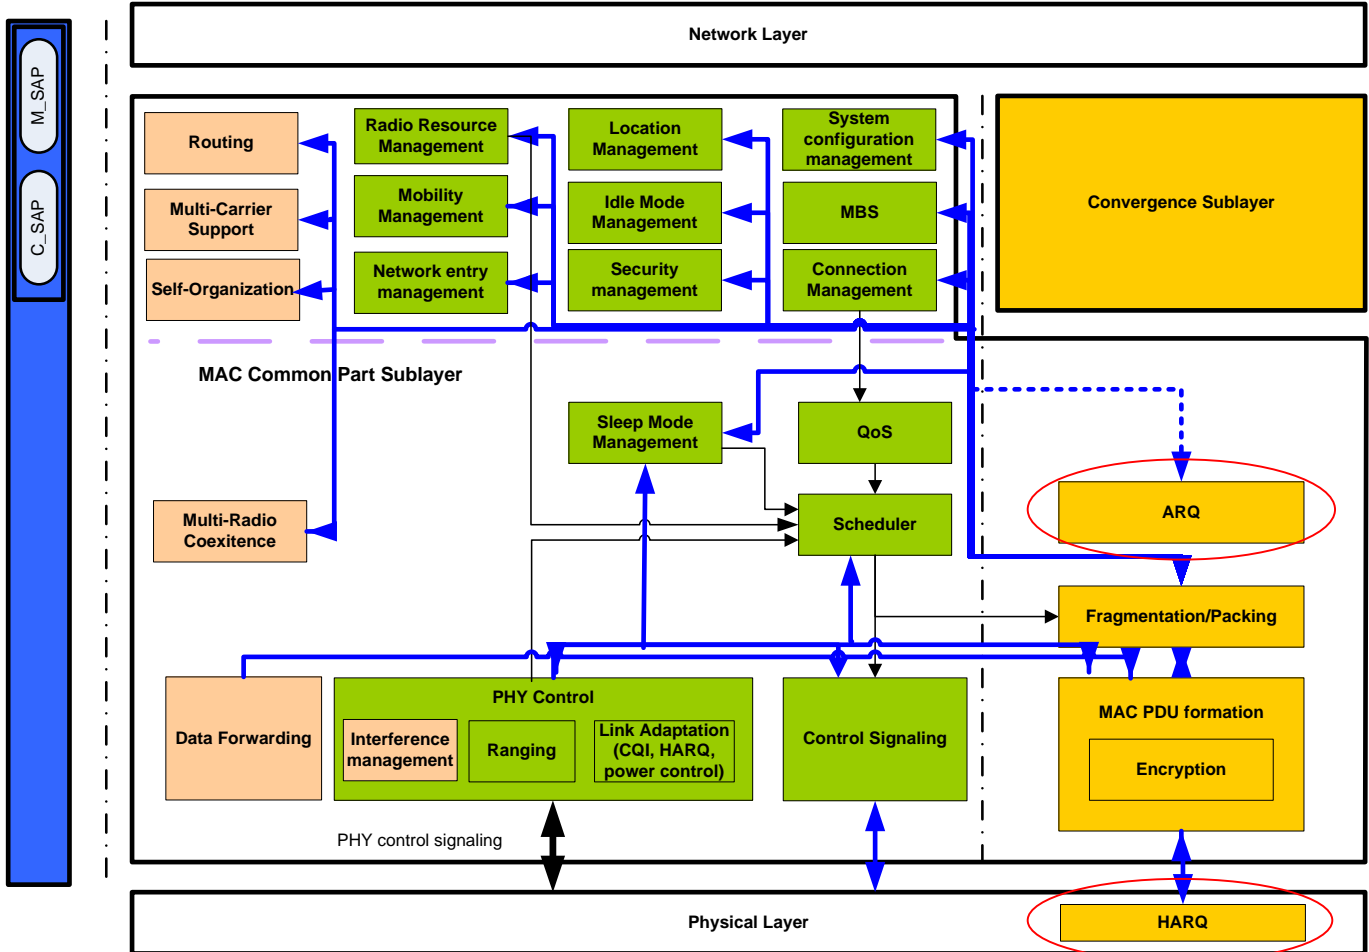 Network Layer
M_SAP
C_SAP
Routing
Multi-Carrier
Support
Self-Organization
Radio Resource
Management
Mobility
Management
Network entry
management
Location
Management
Idle Mode
Management
Security
management
System
configuration
management
MBS
Connection
Management
Convergence Sublayer
MAC Common Part Sublayer
Sleep Mode
Management
QoS
Multi-Radio
Coexitence
Scheduler
ARQ
Fragmentation/Packing
Data Forwarding
PHY Control
Interference
management
Ranging
Link Adaptation
(CQI, HARQ,
power control)
Control Signaling
MAC PDU formation
Encryption
PHY control signaling
Physical Layer
HARQ